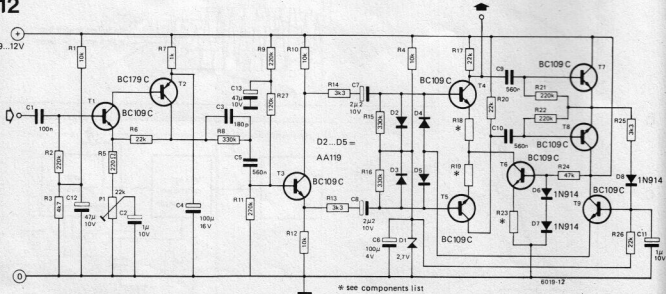 12
+
9...12V
R1
10k
R7
1k
BC179C
T2
R9
220k
R10
10k
R4
10k
R17
22k
C9
560n
T7
BC109C
C13
47µ
10V
R27
120k
R14
3k3
C7
2µ2
10V
BC109C
T4
R21
220k
R22
220k
R20
22k
R25
3k3
C1
100n
T1
BC109C
R6
22k
C3
180p
R8
330k
C5
560n
D2...D5=
AA119
R15
330k
D2
D4
R18
*
C10
560n
T8
BC109C
R2
220k
R5
220Ω
T3
BC109C
R16
330k
D3
D5
R19
*
T6
BC109C
R24
47k
D6
1N914
D8
1N914
BC109C
R3
4k7
C12
47µ
10V
P1
22k
C2
1µ
10V
C4
100µ
16V
R11
220k
R13
3k3
C8
2µ2
10V
T5
BC109C
R23
*
D7
1N914
T9
R26
22k
C11
1µ
10V
R12
10k
C6
100µ
4V
D1
2,7V
0
* see components list
6019-12